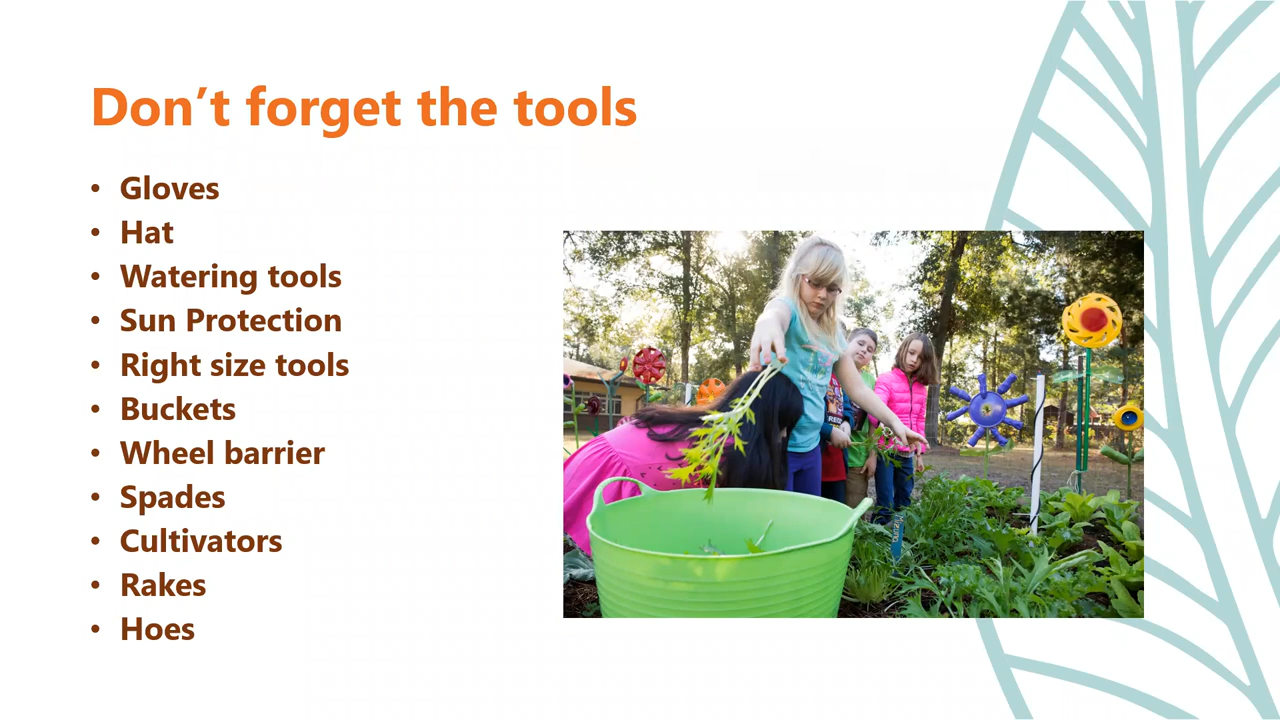 Don’t forget the tools
• Gloves
• Hat
• Watering tools
• Sun Protection
• Right size tools
• Buckets
• Wheel barrier
• Spades
• Cultivators
• Rakes
• Hoes